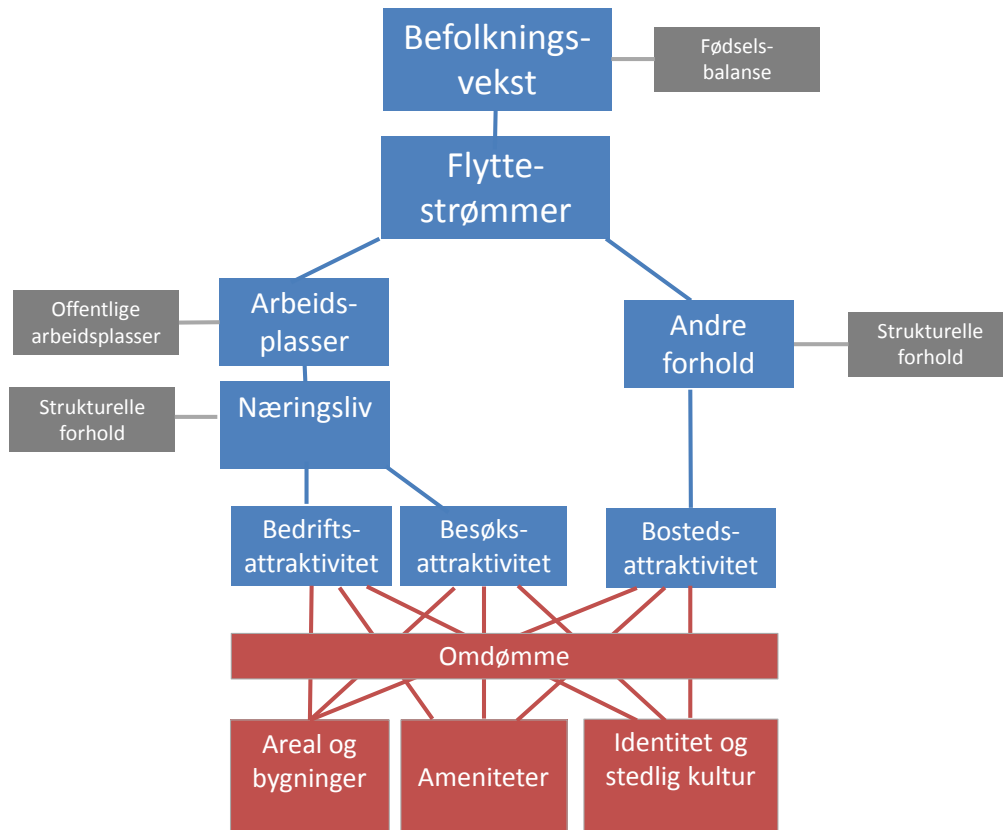 Befolknings-
vekst
Fødsels-
balanse
Flytte-
strømmer
Offentlige
arbeidsplasser
Arbeids-
plasser
Andre
forhold
Strukturelle
forhold
Strukturelle
forhold
Næringsliv
Bedrifts-
attraktivitet
Besøks-
attraktivitet
Bosteds-
attraktivitet
Omdømme
Areal og
bygninger
Ameniteter
Identitet og
stedlig kultur